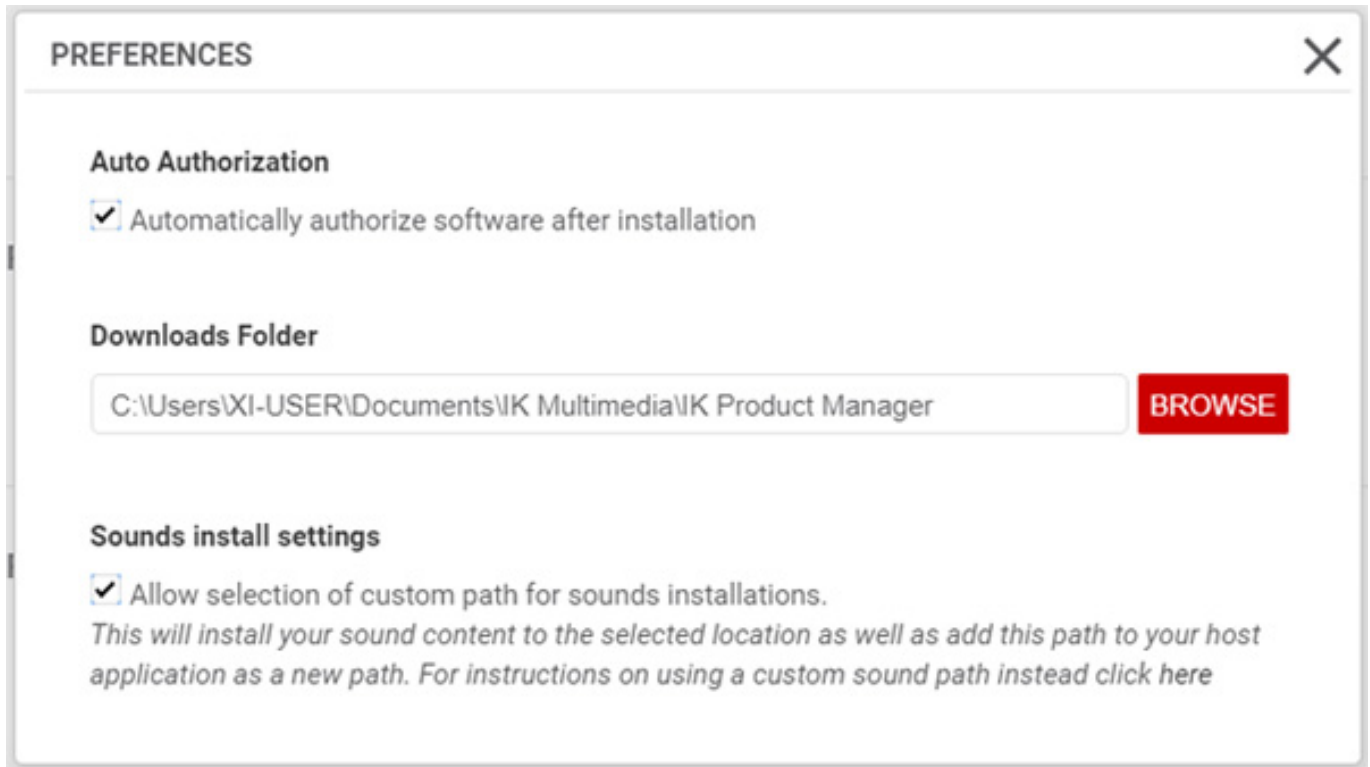 PREFERENCES
Auto Authorization
Automatically authorize software after installation
Downloads Folder
C:\Users\XI-USER\Documents\IK Multimedia\IK Product Manager
BROWSE
Sounds install settings
Allow selection of custom path for sounds installations.
This will install your sound content to the selected location as well as add this path to your host
application as a new path. For instructions on using a custom sound path instead click here